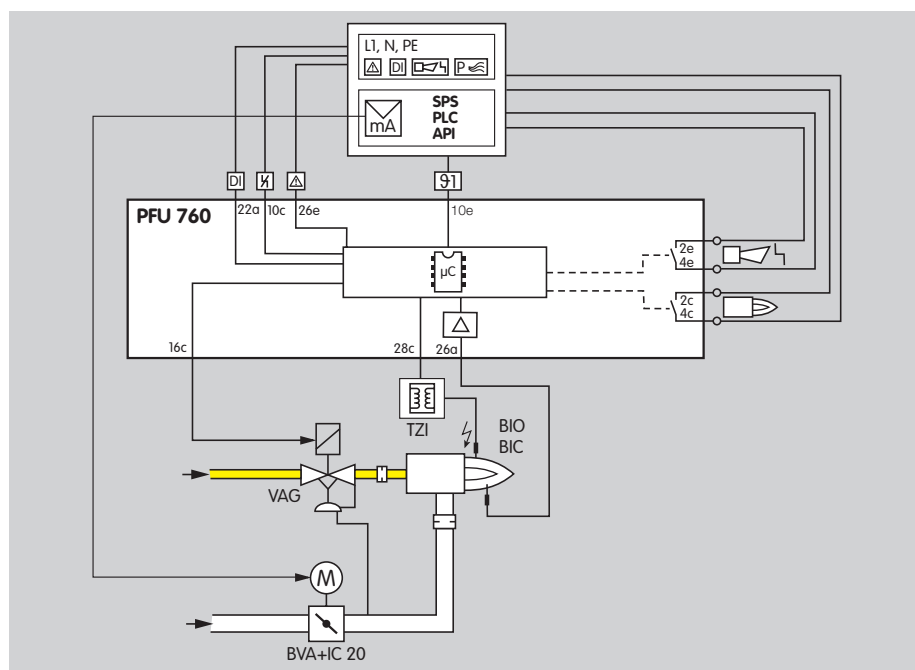 L1, N, PE
DI
P
mA
SPS
PLC
API
DI
ϑ1
PFU 760
22a
10c
26e
10e
µC
2e
4e
2c
4c
16c
28c
26a
TZI
BIO
BIC
VAG
M
BVA+IC 20